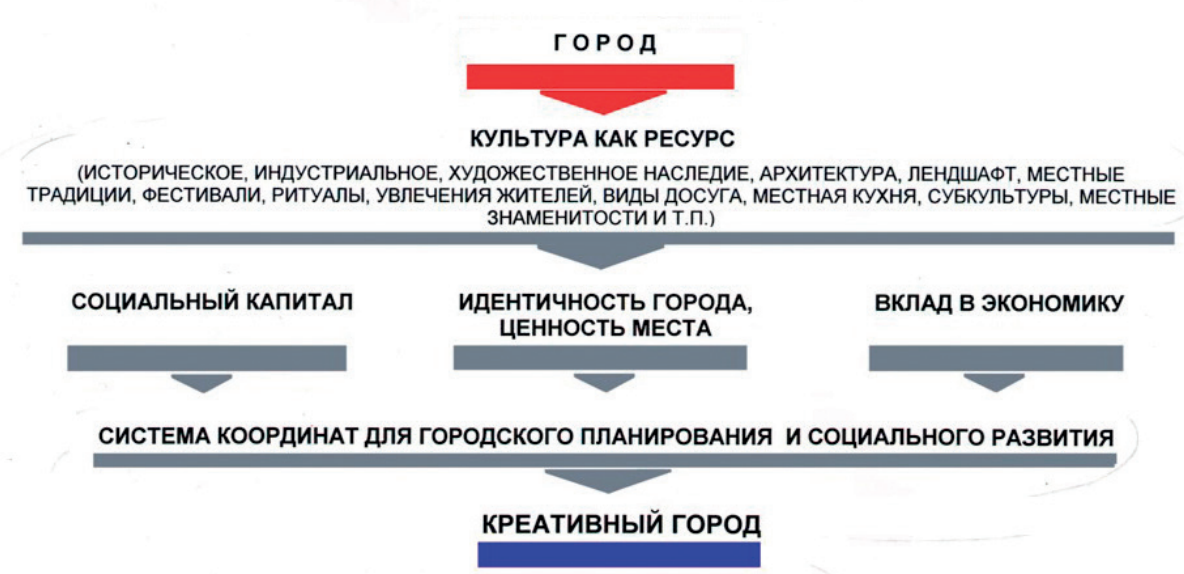 Г О Р О Д
КУЛЬТУРА КАК РЕСУРС
(ИСТОРИЧЕСКОЕ, ИНДУСТРИАЛЬНОЕ, ХУДОЖЕСТВЕННОЕ НАСЛЕДИЕ, АРХИТЕКТУРА, ЛЕНДШАФТ, МЕСТНЫЕ
ТРАДИЦИИ, ФЕСТИВАЛИ, РИТУАЛЫ, УВЛЕЧЕНИЯ ЖИТЕЛЕЙ, ВИДЫ ДОСУГА, МЕСТНАЯ КУХНЯ, СУБКУЛЬТУРЫ, МЕСТНЫЕ
ЗНАМЕНИТОСТИ И Т.П.)
СОЦИАЛЬНЫЙ КАПИТАЛ
ИДЕНТИЧНОСТЬ ГОРОДА,
ЦЕННОСТЬ МЕСТА
ВКЛАД В ЭКОНОМИКУ
СИСТЕМА КООРДИНАТ ДЛЯ ГОРОДСКОГО ПЛАНИРОВАНИЯ И СОЦИАЛЬНОГО РАЗВИТИЯ
КРЕАТИВНЫЙ ГОРОД